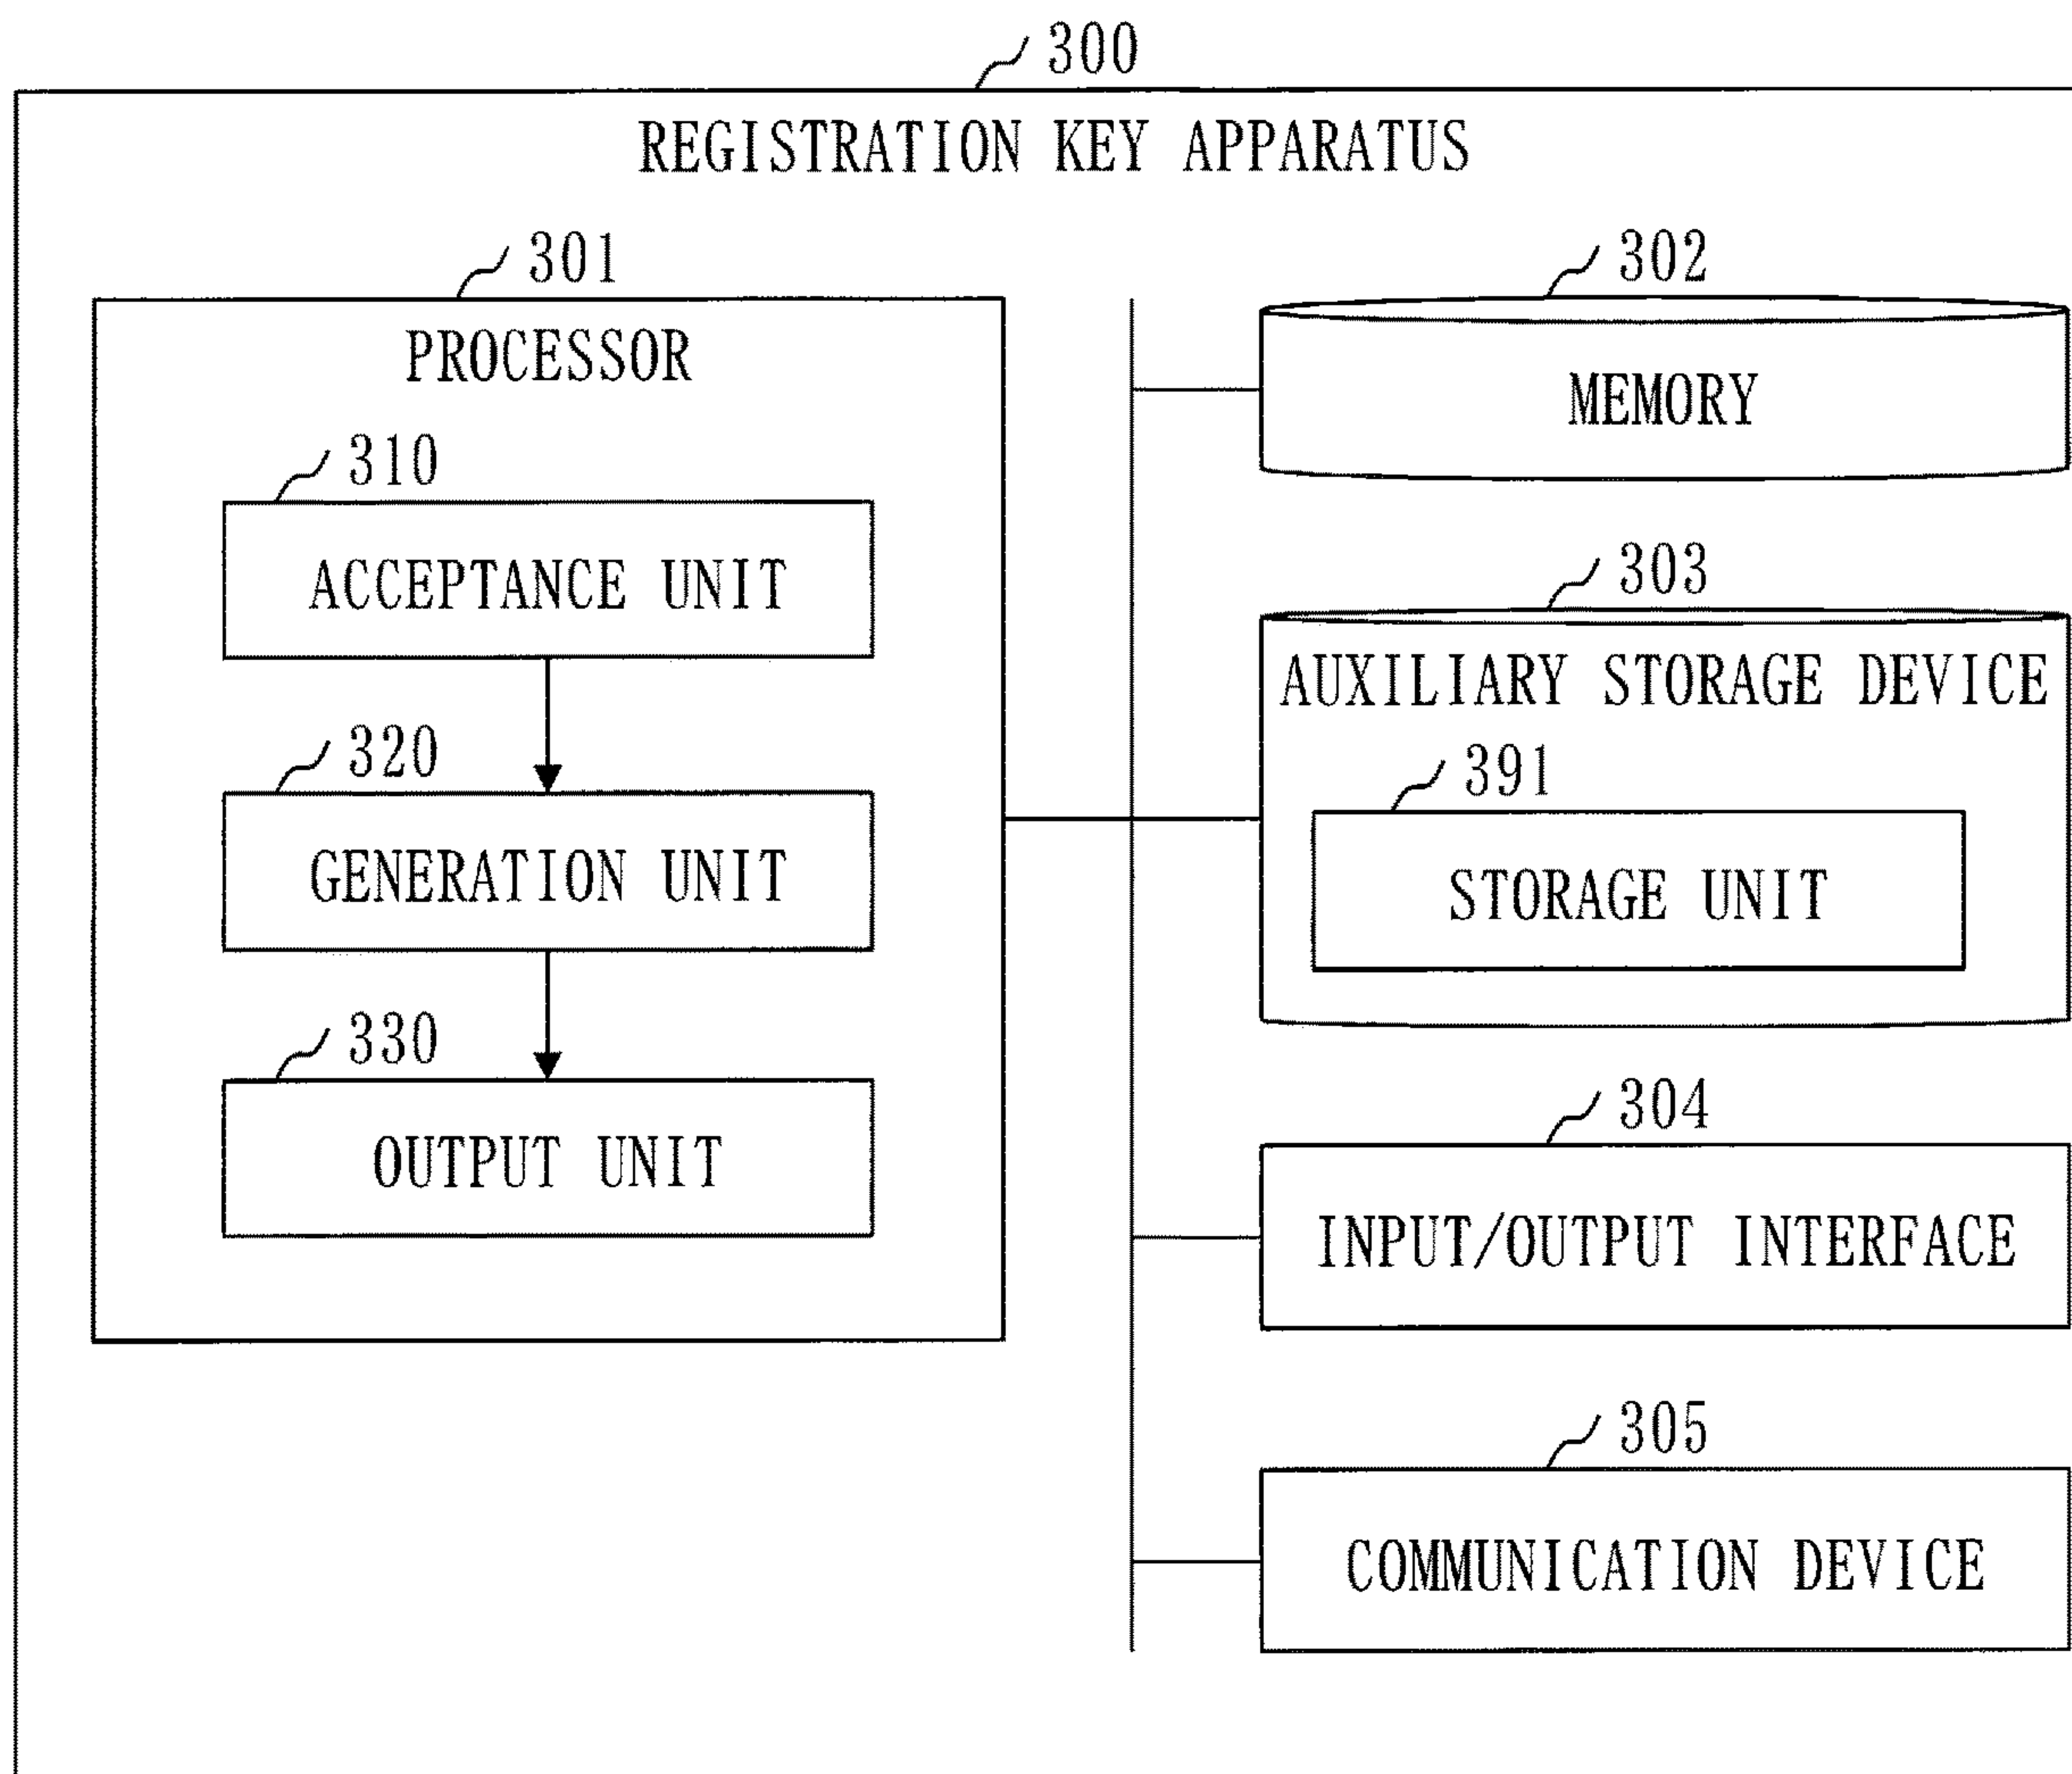 300
REGISTRATION KEY APPARATUS
301
PROCESSOR
310
ACCEPTANCE UNIT
320
GENERATION UNIT
330
OUTPUT UNIT
302
MEMORY
303
AUXILIARY STORAGE DEVICE
391
STORAGE UNIT
304
INPUT/OUTPUT INTERFACE
305
COMMUNICATION DEVICE